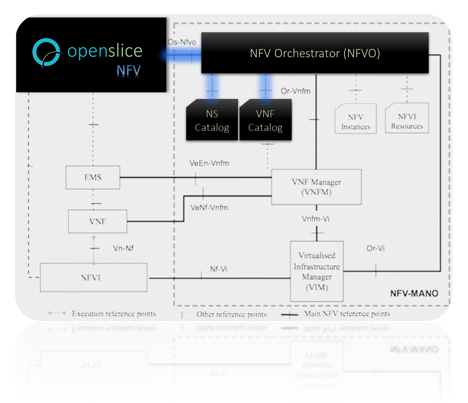 openslice
NFV
Os-Nfvo
NFV Orchestrator (NFVO)
Or-Vnfm
NS
Catalog
VNF
Catalog
NFV
Instances
NFVI
Resources
VeEn-Vnfm
EMS
VNF Manager
(VNFM)
VeNf-Vnfm
VNF
Vnfm-Vi
Vn-Nf
Or-Vi
Virtualised
Infrastructure
Manager
(VIM)
Nf-Vi
NFVI
NFV-MANO
Execution reference points
Other reference points
Main NFV reference points